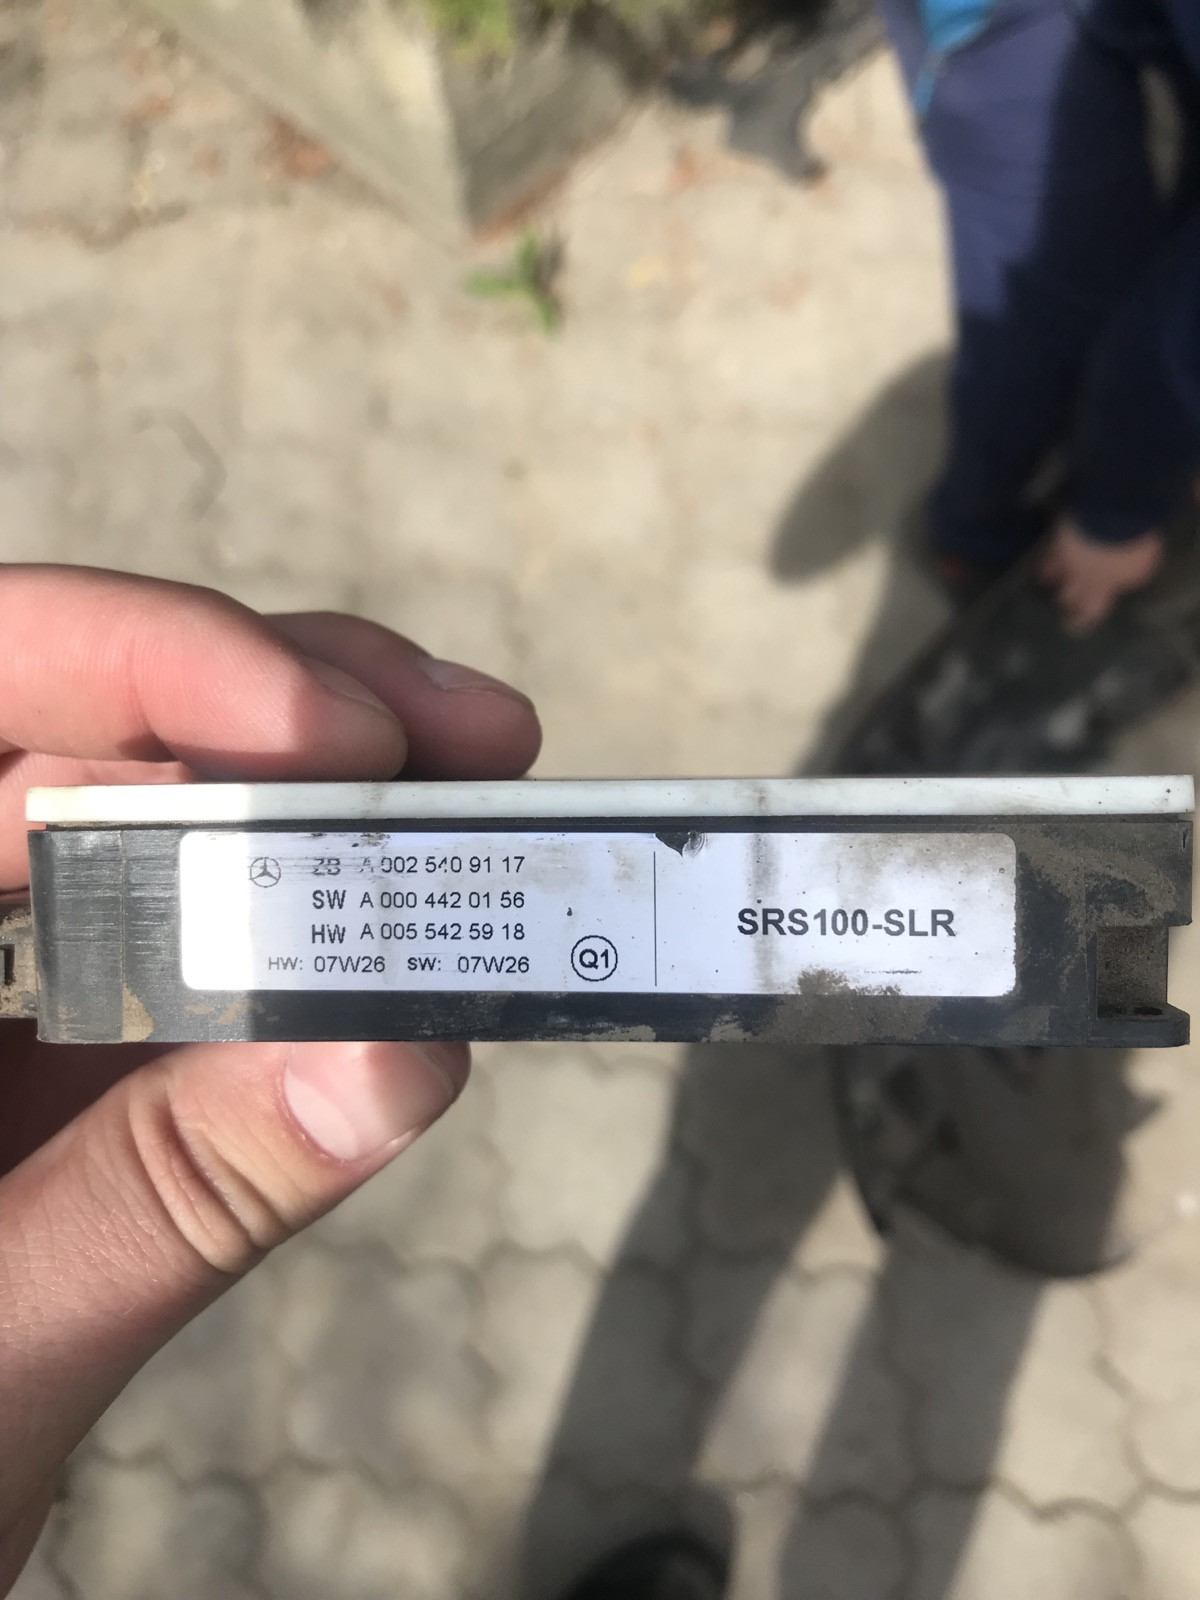 ZB A 002 540 91 17
SW A 000 442 01 56
HW A 005 542 59 18
HW: 07W26 SW: 07W26
Q1
SRS100-SLR